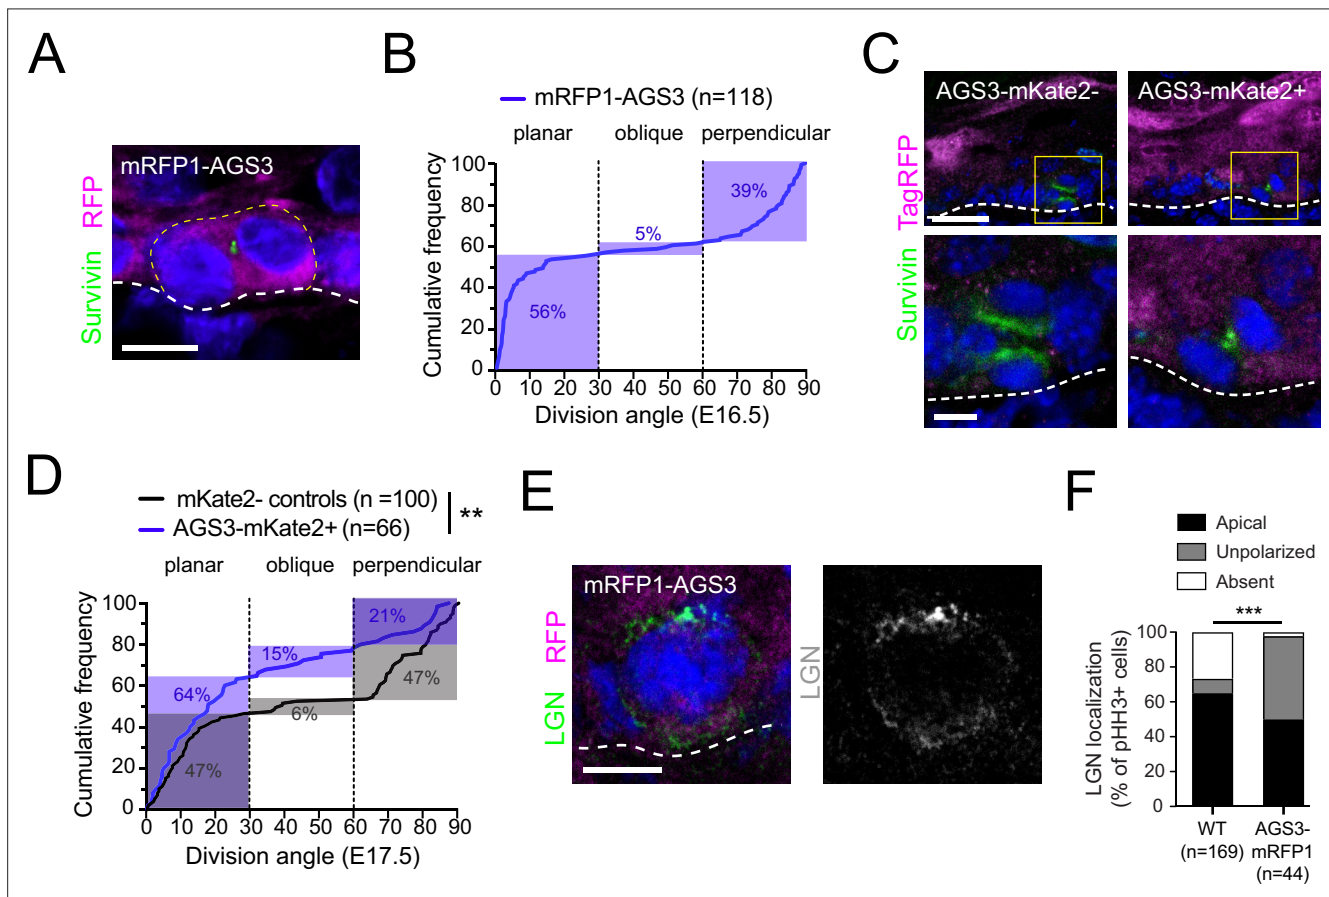 A
mRFP1-AGS3
Survivin RFP
B
mRFP1-AGS3 (n=118)
planar oblique perpendicular
Cumulative frequency
100
80
60
40
20
0
56%
5%
39%
0 10 20 30 40 50 60 70 80 90
Division angle (E16.5)
C
AGS3-mKate2- AGS3-mKate2+
Survivin TagRFP
D
mKate2- controls (n =100)
AGS3-mKate2+ (n=66)
**
planar oblique perpendicular
Cumulative frequency
100
80
60
40
20
0
64%
47%
15%
6%
21%
47%
0 10 20 30 40 50 60 70 80 90
Division angle (E17.5)
E
mRFP1-AGS3
LGN RFP
LGN
F
Apical
Unpolarized
Absent
***
LGN localization
(% of pHH3+ cells)
100
80
60
40
20
0
WT
(n=169)
AGS3-
mRFP1
(n=44)